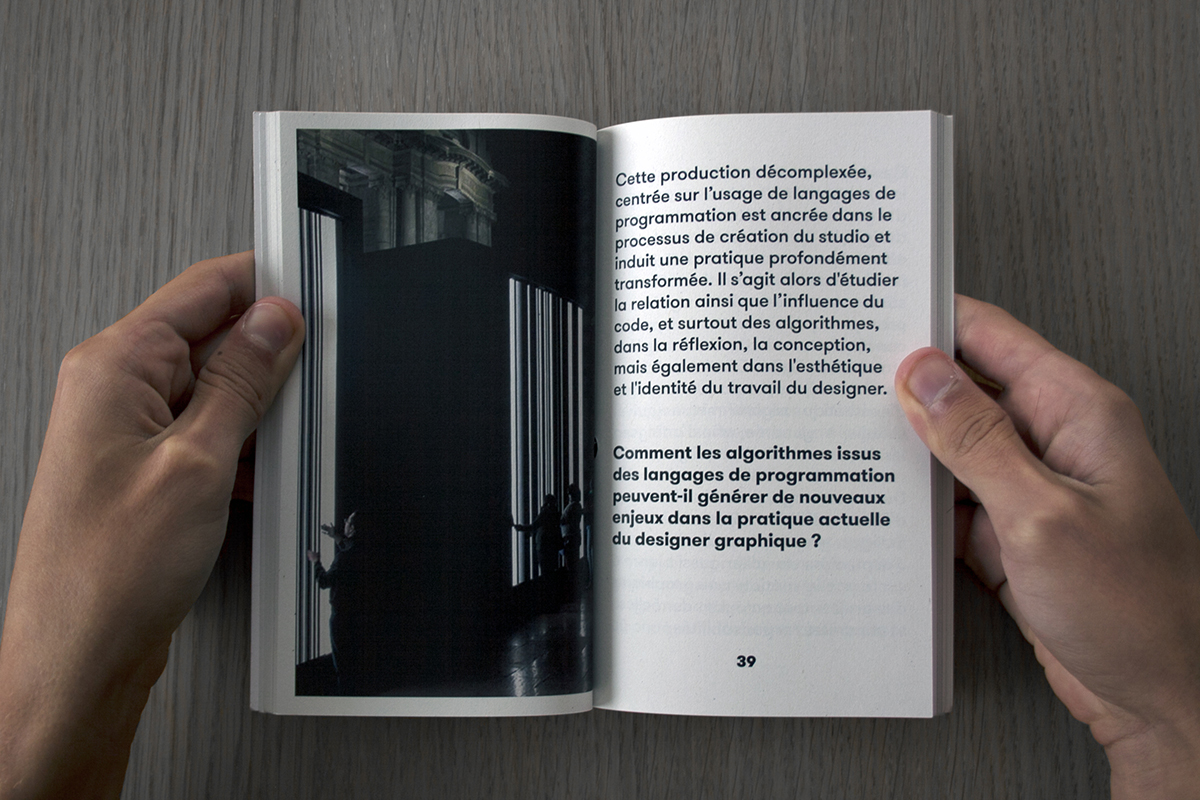 Cette production décomplexée,
centrée sur l’usage de langages de
programmation est ancrée dans le
processus de création du studio et
induit une pratique profondément
transformée. Il s’agit alors d'étudier
la relation ainsi que l’influence du
code, et surtout des algorithmes,
dans la réflexion, la conception,
mais également dans l'esthétique
et l'identité du travail du designer.
Comment les algorithmes issus
des langages de programmation
peuvent-il générer de nouveaux
enjeux dans la pratique actuelle
du designer graphique ?
39